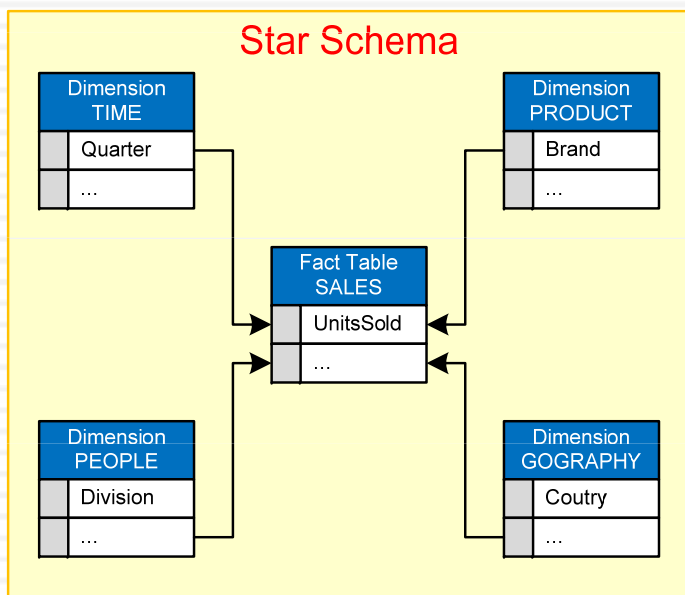 Star Schema
Dimension
TIME
Quarter
...
Dimension
PRODUCT
Brand
...
Fact Table
SALES
UnitsSold
...
Dimension
PEOPLE
Division
...
Dimension
GOGRAPHY
Coutry
...